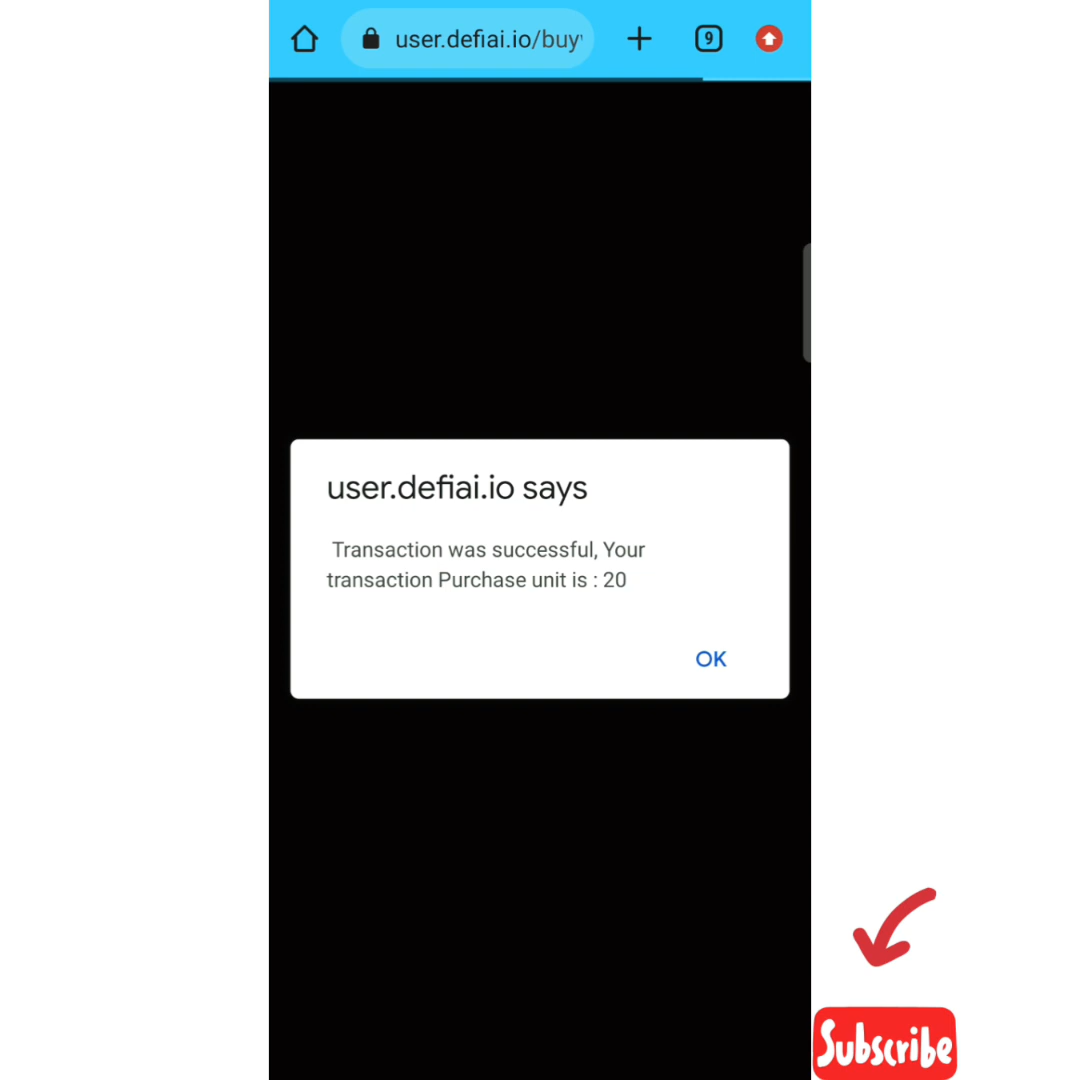 user.defiai.io/buy
9
user.defiai.io says
Transaction was successful, Your
transaction Purchase unit is : 20
OK
Subscribe